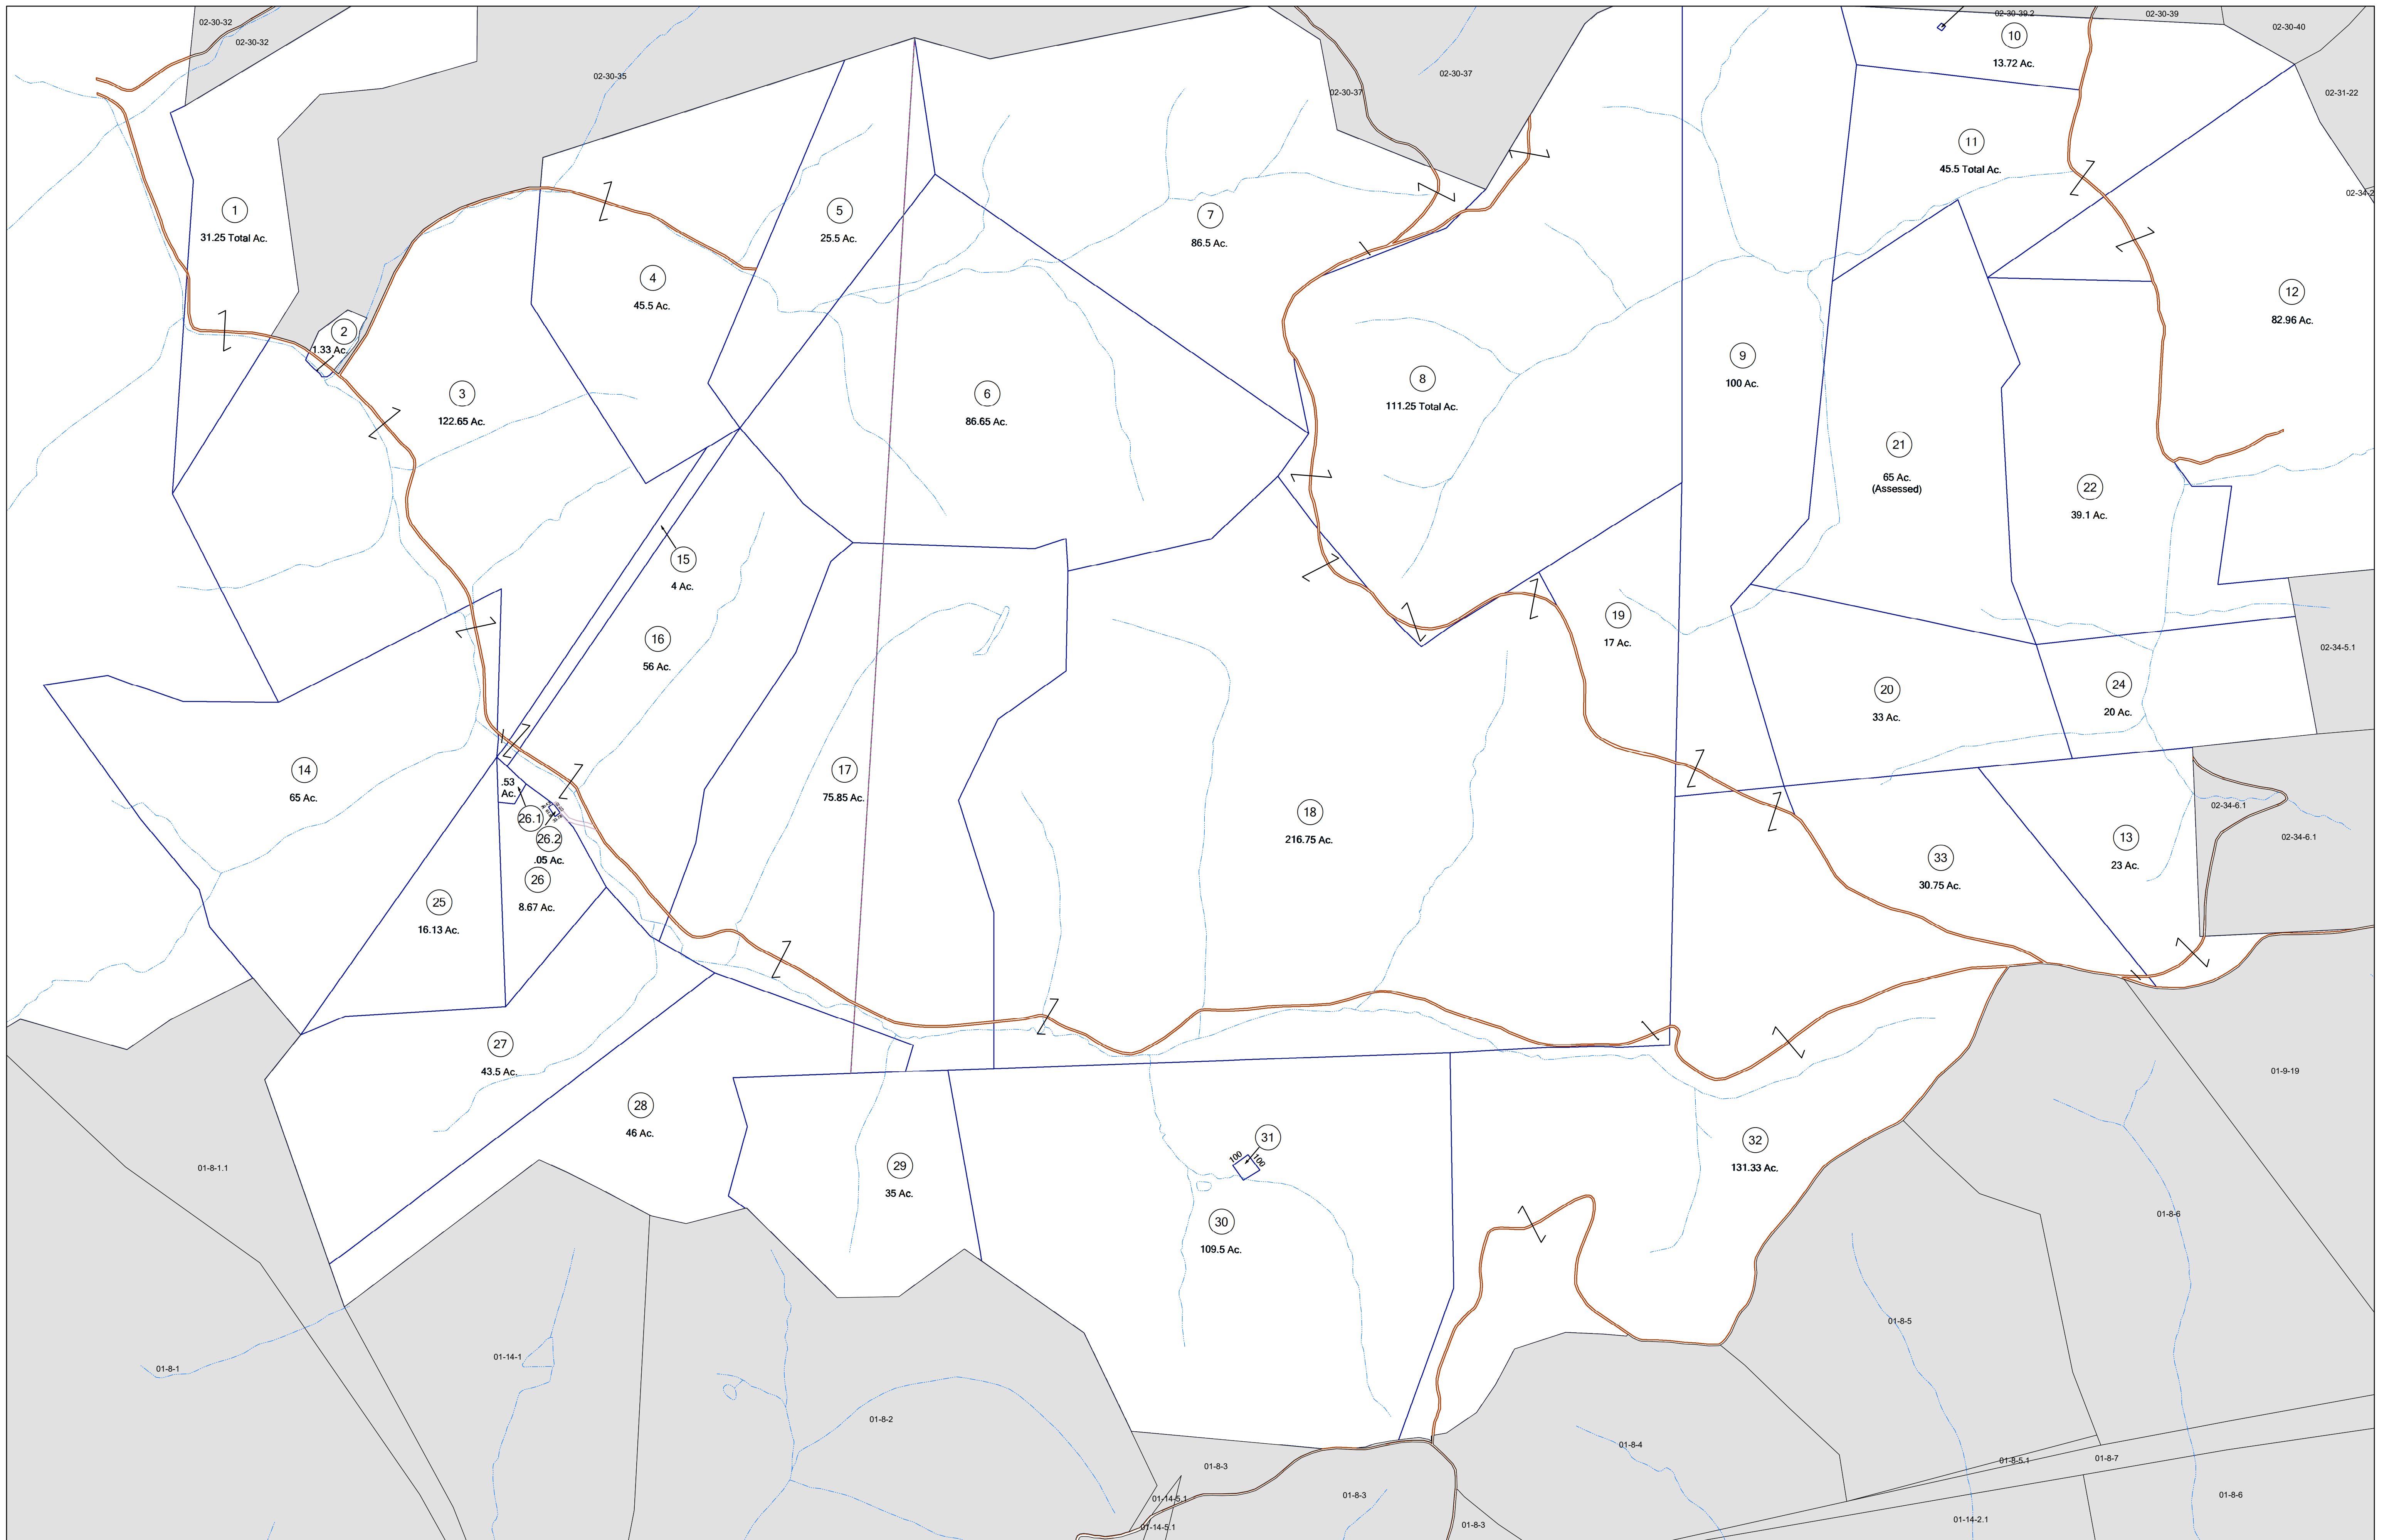 02-30-32
02-30-32
02-30-35
02-30-37
02-30-37
02-30-39.2
02-30-39
02-30-40
02-31-22
02-34-2
10
13.72 Ac.
11
45.5 Total Ac.
1
31.25 Total Ac.
5
25.5 Ac.
7
86.5 Ac.
4
45.5 Ac.
12
82.96 Ac.
2
1.33 Ac.
9
100 Ac.
8
111.25 Total Ac.
3
122.65 Ac.
6
86.65 Ac.
21
65 Ac.
(Assessed)
22
39.1 Ac.
15
4 Ac.
16
56 Ac.
19
17 Ac.
02-34-5.1
20
33 Ac.
24
20 Ac.
14
65 Ac.
17
75.85 Ac.
.53
Ac.
26.1
26.2
.05 Ac.
18
216.75 Ac.
02-34-6.1
02-34-6.1
13
23 Ac.
33
30.75 Ac.
26
8.67 Ac.
25
16.13 Ac.
27
43.5 Ac.
01-9-19
28
46 Ac.
31
100
100
32
131.33 Ac.
01-8-1.1
29
35 Ac.
30
109.5 Ac.
01-8-6
01-8-5
01-14-1
01-8-1
01-8-2
01-8-4
01-8-5.1
01-8-7
01-8-3
01-14-5.1
01-8-3
01-8-6
01-14-5.1
01-8-3
01-14-2.1